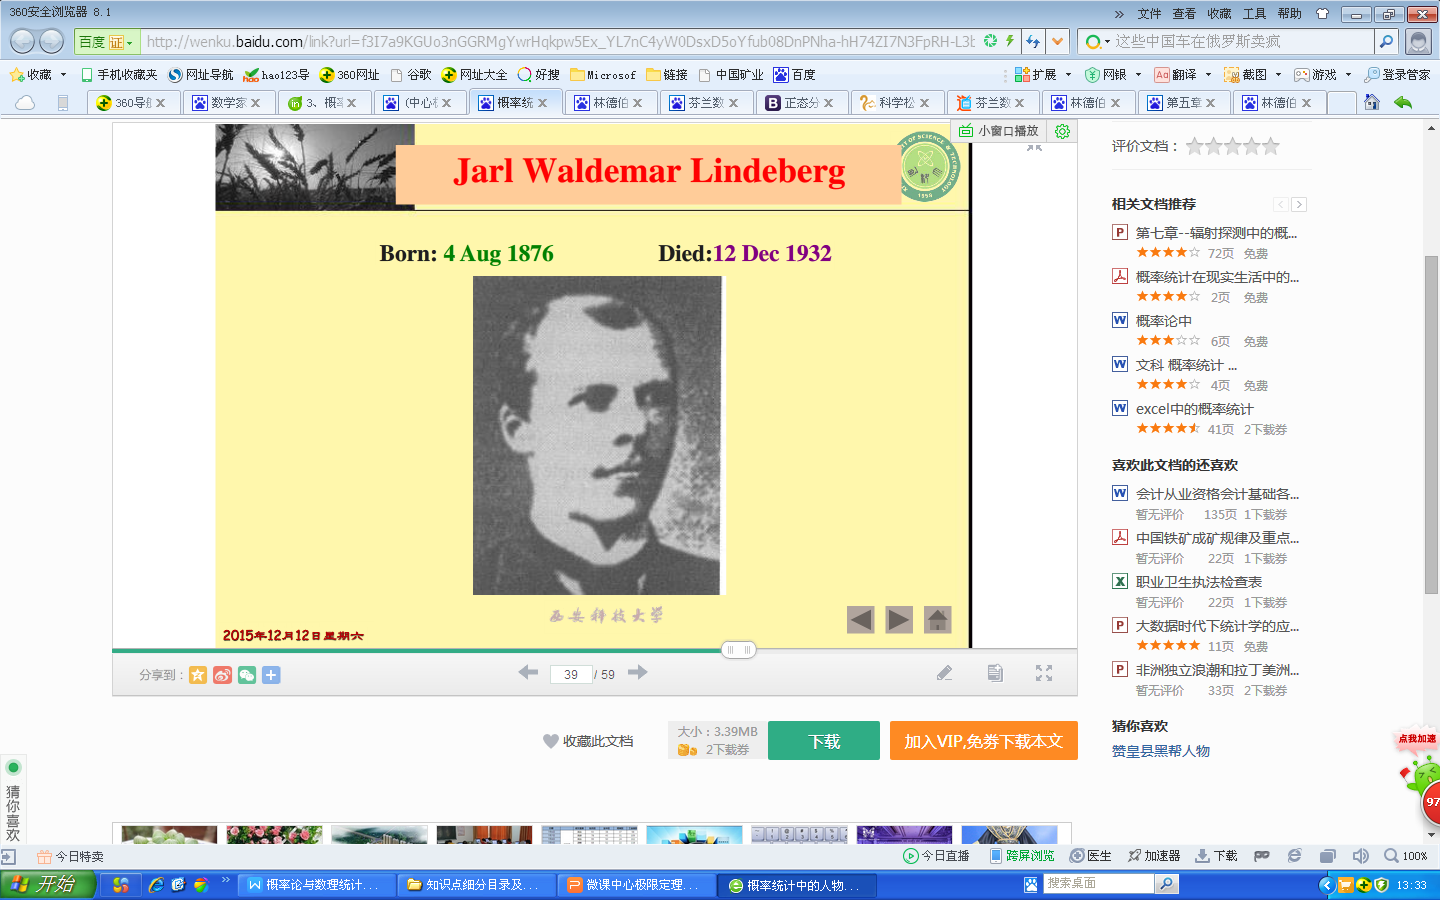 360安全浏览器 8.1
» 文件 查看 收藏 工具 帮助
百度 证
http://wenku.baidu.com/link?url=f3I7a9KGUo3nGGRMgYwrHqkpw5Ex_YL7nC4yW0DsxD5oYfub08DnPNha-hH74ZI7N3FpRH-L3b
这些中国车在俄罗斯卖疯
收藏 手机收藏夹 网址导航 hao123导 360网址 谷歌 网址大全 好搜 Microsof 链接 中国矿业 百度
扩展 网银 翻译 截图 游戏 登录管家
360导航 数学家 3、概率 (中心极 概率统 林德伯 芬兰数 正态分 科学松 芬兰数 林德伯 第五章 林德伯
小窗口播放
Jarl Waldemar Lindeberg
Born: 4 Aug 1876
Died:12 Dec 1932
西安科技大学
2015年12月12日星期六
分享到：
39 / 59
收藏此文档
大小：3.39MB
2下载券
下载
加入VIP,免券下载本文
评价文档：
相关文档推荐
第七章--辐射探测中的概...
72页 免费
概率统计在现实生活中的...
2页 免费
概率论中
6页 免费
文科 概率统计 ...
4页 免费
excel中的概率统计
41页 2下载券
喜欢此文档的还喜欢
会计从业资格会计基础各...
暂无评价 135页 1下载券
中国铁矿成矿规律及重点...
暂无评价 22页 1下载券
职业卫生执法检查表
暂无评价 22页 1下载券
大数据时代下统计学的应...
11页 免费
非洲独立浪潮和拉丁美洲...
暂无评价 33页 2下载券
猜你喜欢
赞皇县黑帮人物
点我加速
97
猜你喜欢
今日特卖
今日直播 跨屏浏览 医生 加速器 下载 100%
开始
概率论与数理统计...
知识点细分目录及...
微课中心极限定理...
概率统计中的人物...
搜索桌面
13:33